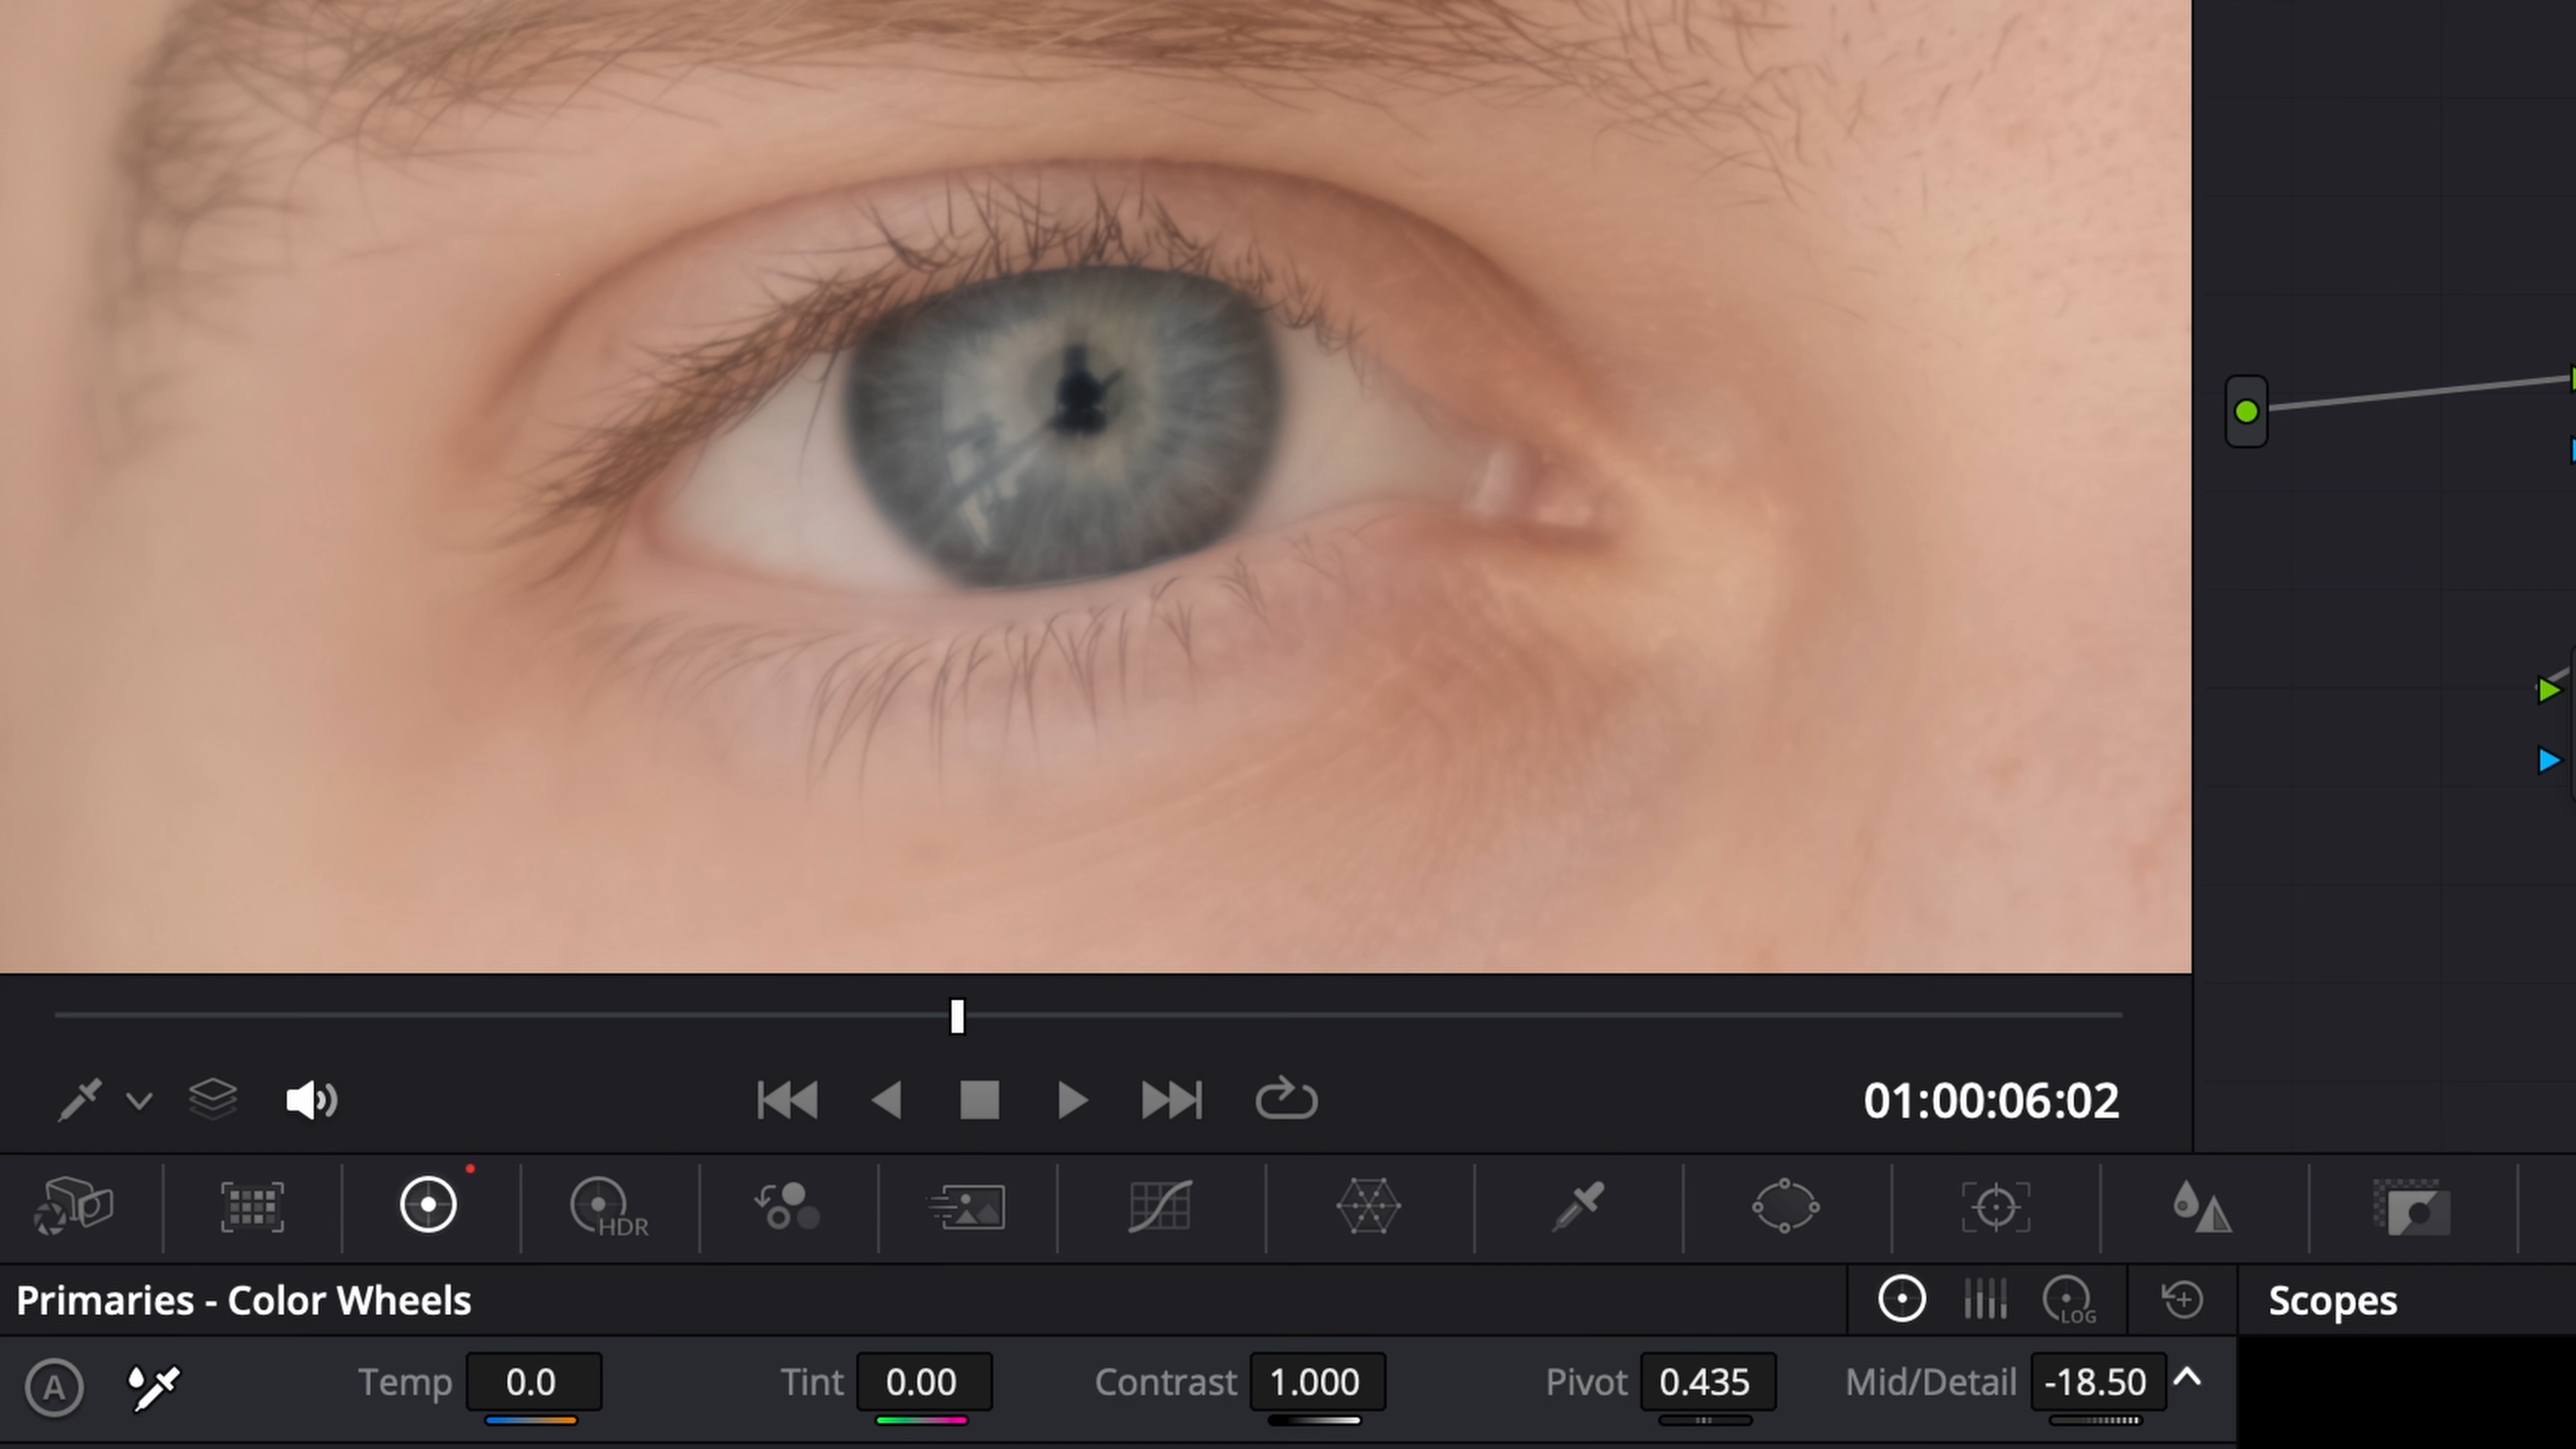 01:00:06:02
HDR
Primaries - Color Wheels
LOG
Scopes
A
Temp 0.0
Tint 0.00
Contrast 1.000
Pivot 0.435
Mid/Detail -18.50